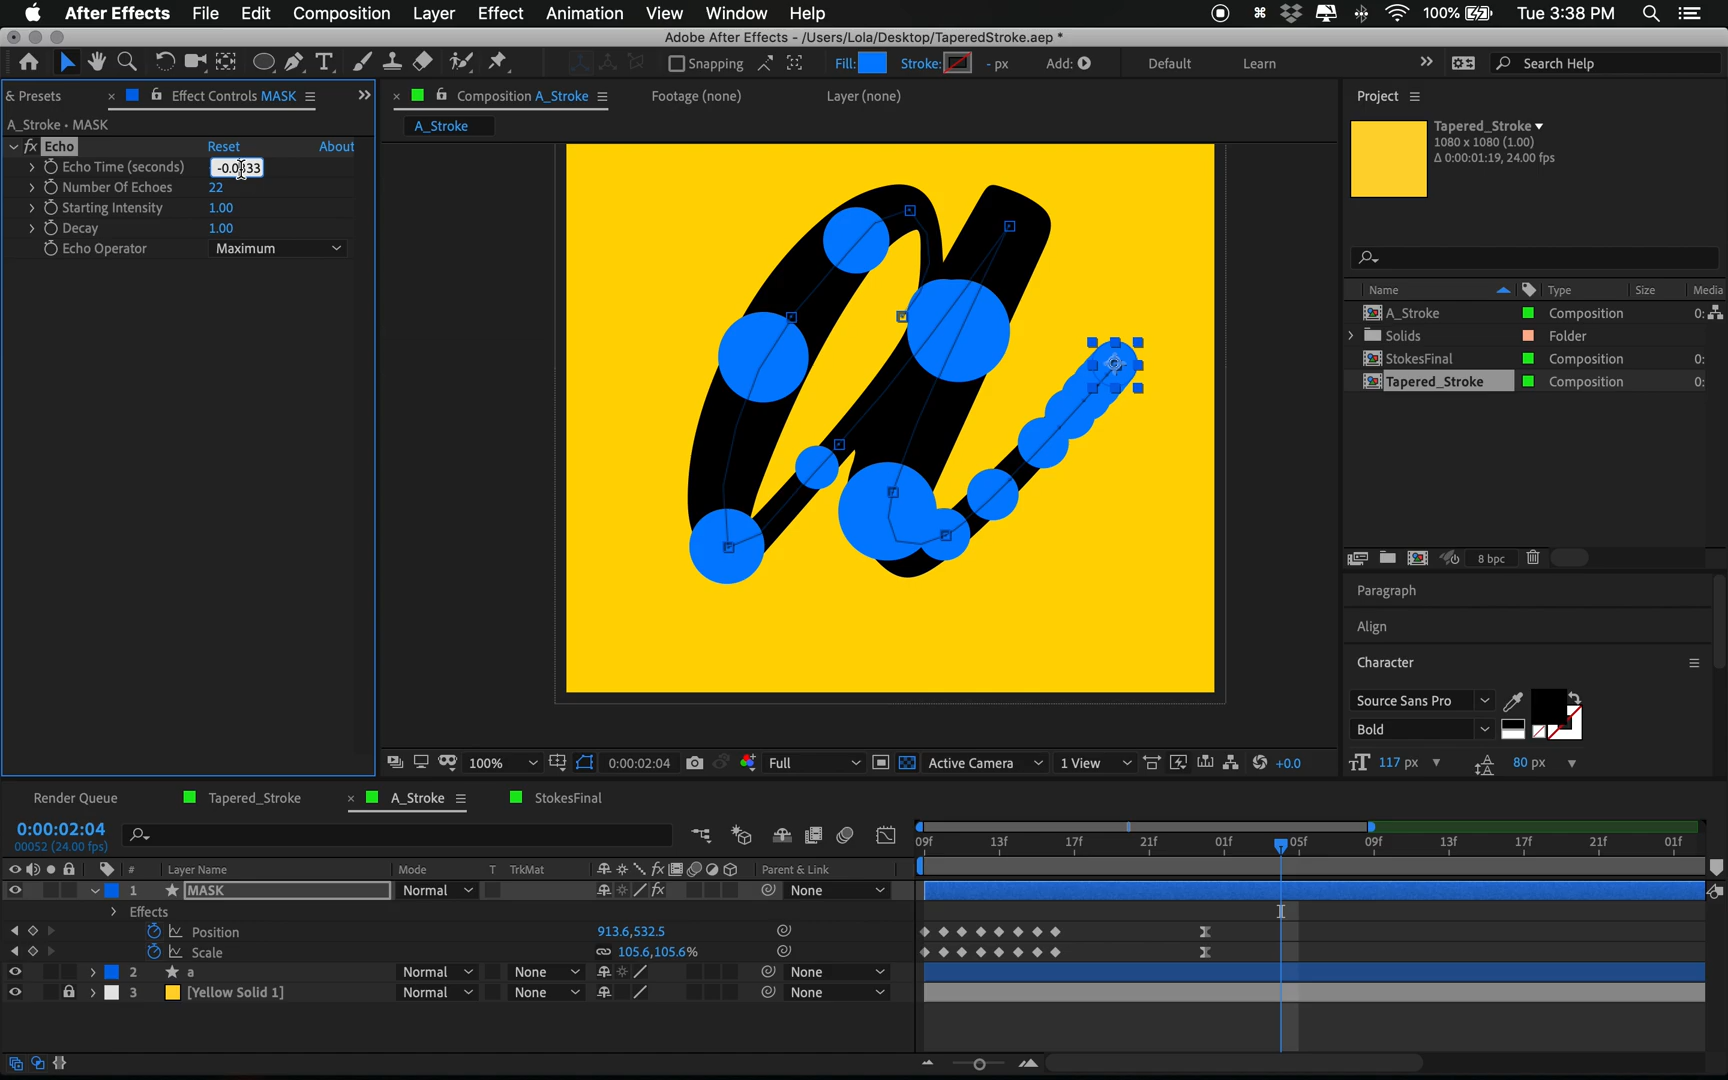 After Effects File Edit Composition Layer Effect Animation View Window Help 100% Tue 3:38 PM
Adobe After Effects - /Users/Lola/Desktop/TaperedStroke.aep *
Snapping Fill: Stroke: - px Add: Default Learn Search Help
& Presets Effect Controls MASK
A_Stroke • MASK
fx Echo Reset About
Echo Time (seconds)
Number Of Echoes 22
Starting Intensity 1.00
Decay 1.00
Echo Operator Maximum
Composition A_Stroke Footage (none) Layer (none)
A_Stroke
100% 0:00:02:04 Full Active Camera 1 View +0.0
Project
Tapered_Stroke
1080 x 1080 (1.00)
Δ 0:00:01:19, 24.00 fps
Name Type Size Media
A_Stroke Composition 0:
Solids Folder
StokesFinal Composition 0:
Tapered_Stroke Composition 0:
8 bpc
Paragraph
Align
Character
Source Sans Pro
Bold
117 px 80 px
Render Queue Tapered_Stroke A_Stroke StokesFinal
0:00:02:04
00052 (24.00 fps)
09f 13f 17f 21f 01f 05f 09f 13f 17f 21f 01f
# Layer Name Mode T TrkMat fx Parent & Link
1 MASK Normal fx None
Effects
Position 913.6,532.5
Scale 105.6,105.6%
2 a Normal None None
3 [Yellow Solid 1] Normal None None